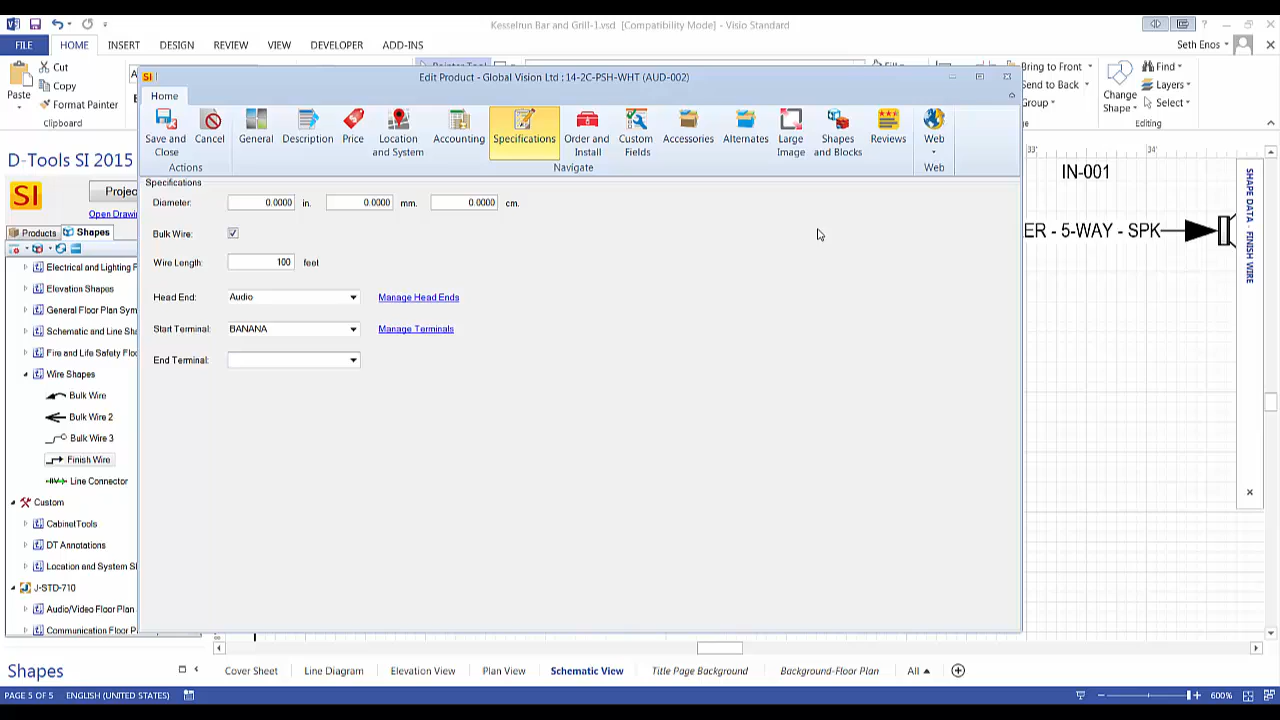 Kesselrun Bar and Grill-1.vsd [Compatibility Mode] - Visio Standard
FILE HOME INSERT DESIGN REVIEW VIEW DEVELOPER ADD-INS
Seth Enos
Paste
Cut
Copy
Format Painter
Clipboard
Bring to Front
Send to Back
Group
Change Shape
Find
Layers
Select
Editing
SI
Edit Product - Global Vision Ltd : 14-2C-PSH-WHT (AUD-002)
Home
Save and Close
Cancel
Actions
General
Description
Price
Location and System
Accounting
Specifications
Order and Install
Custom Fields
Accessories
Alternates
Large Image
Shapes and Blocks
Reviews
Navigate
Web
Web
Specifications
Diameter: 0.0000 in. 0.0000 mm. 0.0000 cm.
Bulk Wire:
Wire Length: 100 feet
Head End: Audio Manage Head Ends
Start Terminal: BANANA Manage Terminals
End Terminal:
D-Tools SI 2015
SI
Projec
Open Drawi
Products Shapes
Electrical and Lighting F
Elevation Shapes
General Floor Plan Sym
Schematic and Line Sha
Fire and Life Safety Floo
Wire Shapes
Bulk Wire
Bulk Wire 2
Bulk Wire 3
Finish Wire
Line Connector
Custom
CabinetTools
DT Annotations
Location and System S
J-STD-710
Audio/Video Floor Plan
Communication Floor P
33' 34'
IN-001
ER - 5-WAY - SPK
SHAPE DATA - FINISH WIRE
Shapes
Cover Sheet Line Diagram Elevation View Plan View Schematic View Title Page Background Background-Floor Plan All
PAGE 5 OF 5 ENGLISH (UNITED STATES) 600%